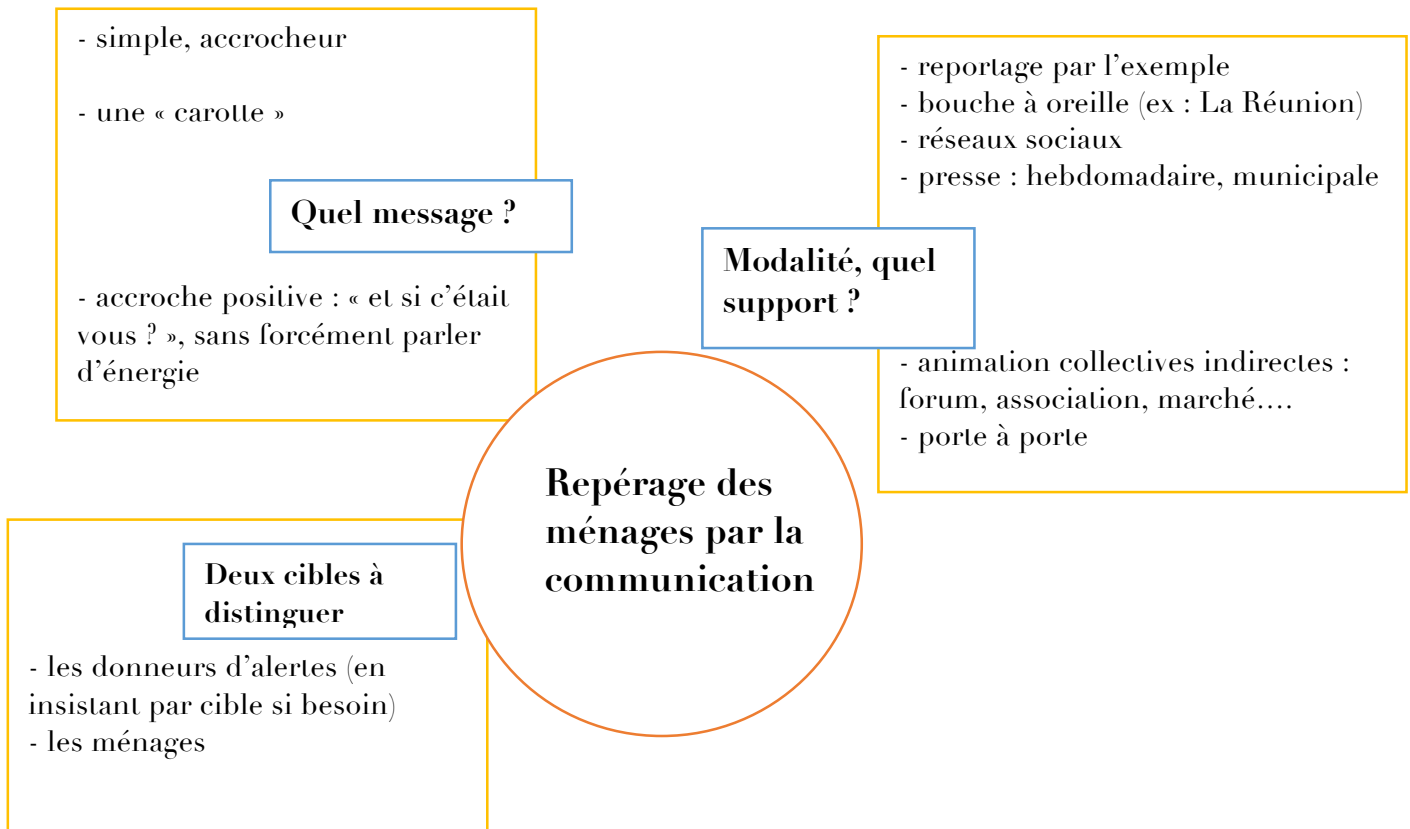 - simple, accrocheur
- une « carotte »
Quel message ?
- accroche positive : « et si c’était
vous ? », sans forcément parler
d’énergie
- reportage par l’exemple
- bouche à oreille (ex : La Réunion)
- réseaux sociaux
- presse : hebdomadaire, municipale
Modalité, quel
support ?
- animation collectives indirectes :
forum, association, marché….
- porte à porte
Repérage des
ménages par la
communication
Deux cibles à
distinguer
- les donneurs d’alertes (en
insistant par cible si besoin)
- les ménages